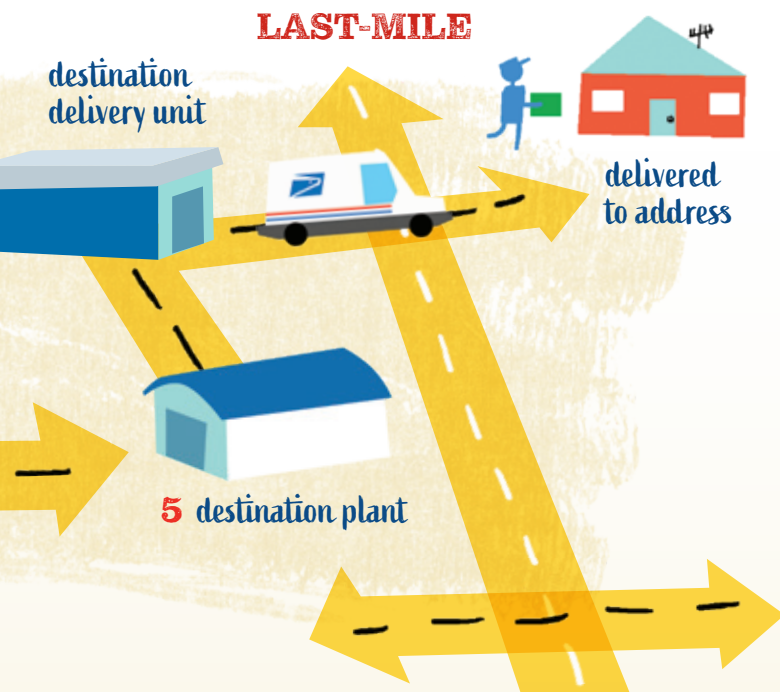 LAST-MILE
destination
delivery unit
delivered
to address
5 destination plant